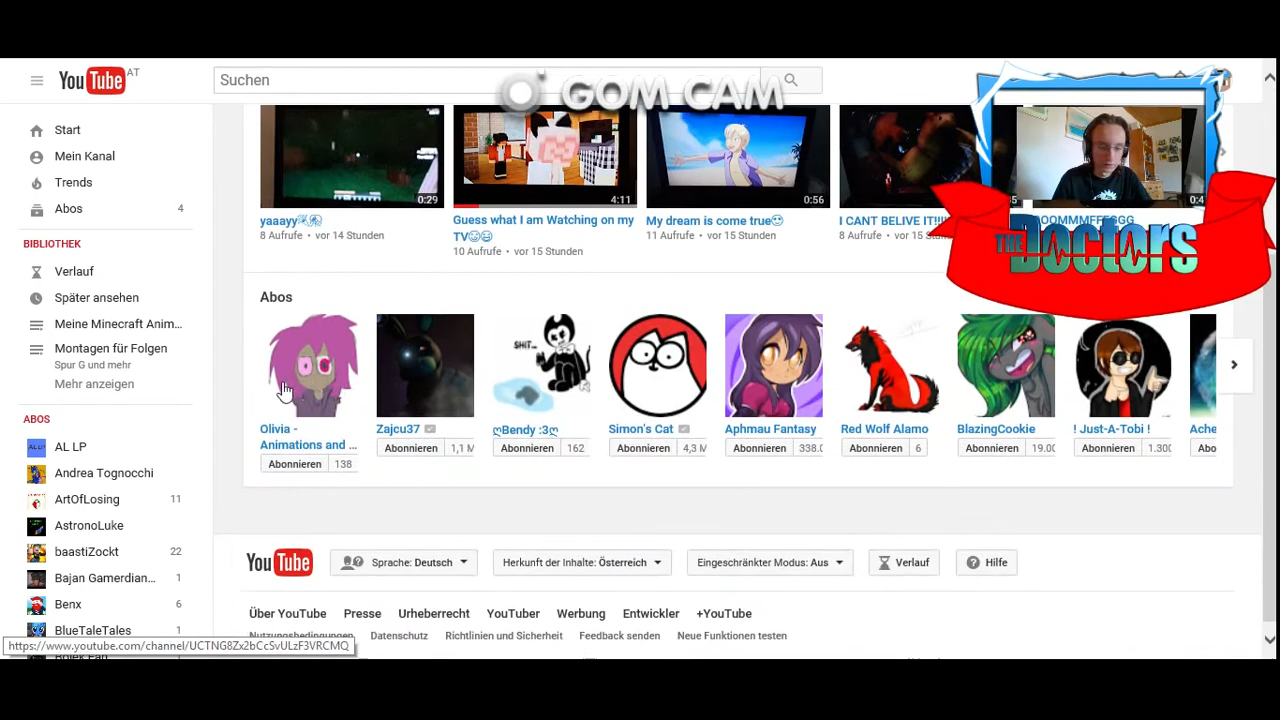 YouTube AT
Suchen
GOM CAM
Start
Mein Kanal
Trends
Abos 4
BIBLIOTHEK
Verlauf
Später ansehen
Meine Minecraft Anim...
Montagen für Folgen
Spur G und mehr
Mehr anzeigen
ABOS
AL LP
Andrea Tognocchi
ArtOfLosing 11
AstronoLuke
baastiZockt 22
Bajan Gamerdian... 1
Benx 6
BlueTaleTales 1
https://www.youtube.com/channel/UCTNG8Zx2bCcSvULzF3VRCMQ
0:29
yaaayy
8 Aufrufe • vor 14 Stunden
4:11
Guess what I am Watching on my
TV
10 Aufrufe • vor 15 Stunden
0:56
My dream is come true
11 Aufrufe • vor 15 Stunden
I CANT BELIVE IT!!!
8 Aufrufe • vor 15
THE Doctors
Abos
SHIT...
Olivia -
Animations and ...
Abonnieren 138
Zajcu37
Abonnieren 1,1 M
ღBendy :3ღ
Abonnieren 162
Simon's Cat
Abonnieren 4,3 M
Aphmau Fantasy
Abonnieren 338.0
Red Wolf Alamo
Abonnieren 6
BlazingCookie
Abonnieren 19.00
! Just-A-Tobi !
Abonnieren 1.300
Ache
Abo
YouTube
Sprache: Deutsch
Herkunft der Inhalte: Österreich
Eingeschränkter Modus: Aus
Verlauf
Hilfe
Über YouTube Presse Urheberrecht YouTuber Werbung Entwickler +YouTube
Nutzungsbedingungen Datenschutz Richtlinien und Sicherheit Feedback senden Neue Funktionen testen